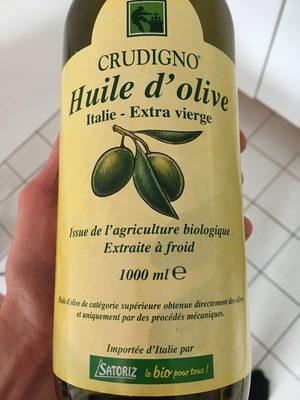 CRUDIGNO®
Huile d'olive
Italie - Extra vierge
Issue de l'agriculture biologique
Extraite à froid
1000 ml ℮
Huile d'olive de catégorie supérieure obtenue directement des olives
et uniquement par des procédés mécaniques.
Importée d'Italie par
SATORIZ le bio pour tous !